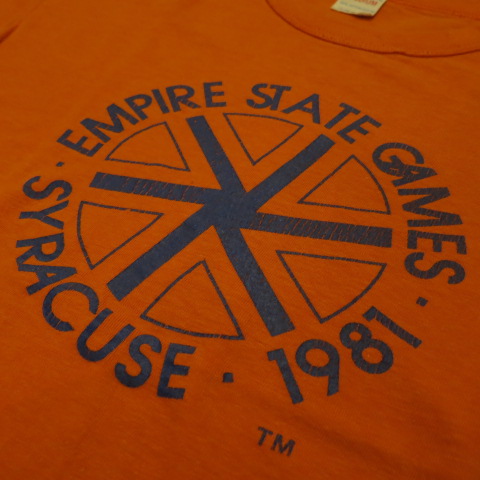 EMPIRE STATE GAMES · 1981 · SYRACUSE ·
TM